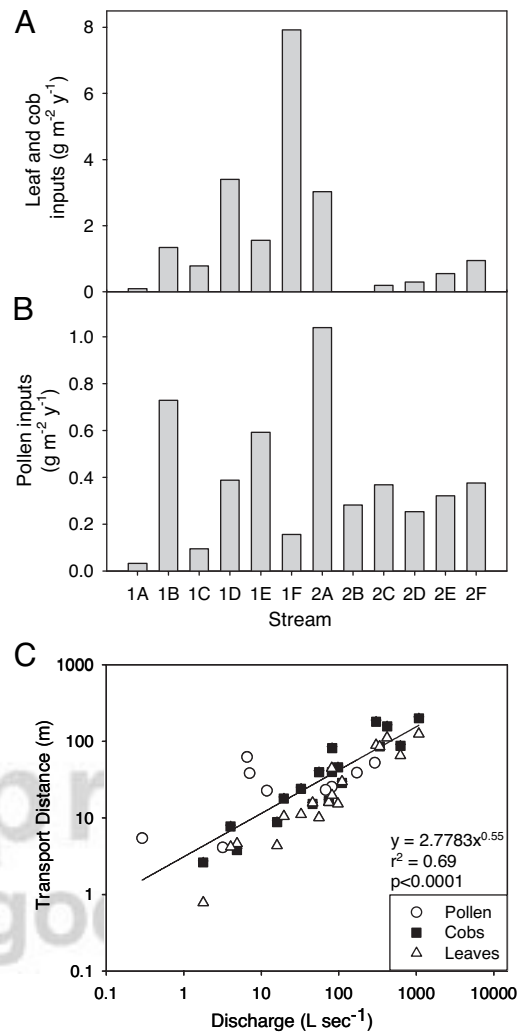 A
Leaf and cob
inputs (g m-2 y-1)
8
6
4
2
0
B
Pollen inputs
(g m-2 y-1)
1.0
0.8
0.6
0.4
0.2
0.0
1A 1B 1C 1D 1E 1F 2A 2B 2C 2D 2E 2F
Stream
C
Transport Distance (m)
1000
100
10
1
0.1
y = 2.7783x0.55
r2 = 0.69
p<0.0001
Pollen
Cobs
Leaves
0.1 1 10 100 1000 10000
Discharge (L sec-1)